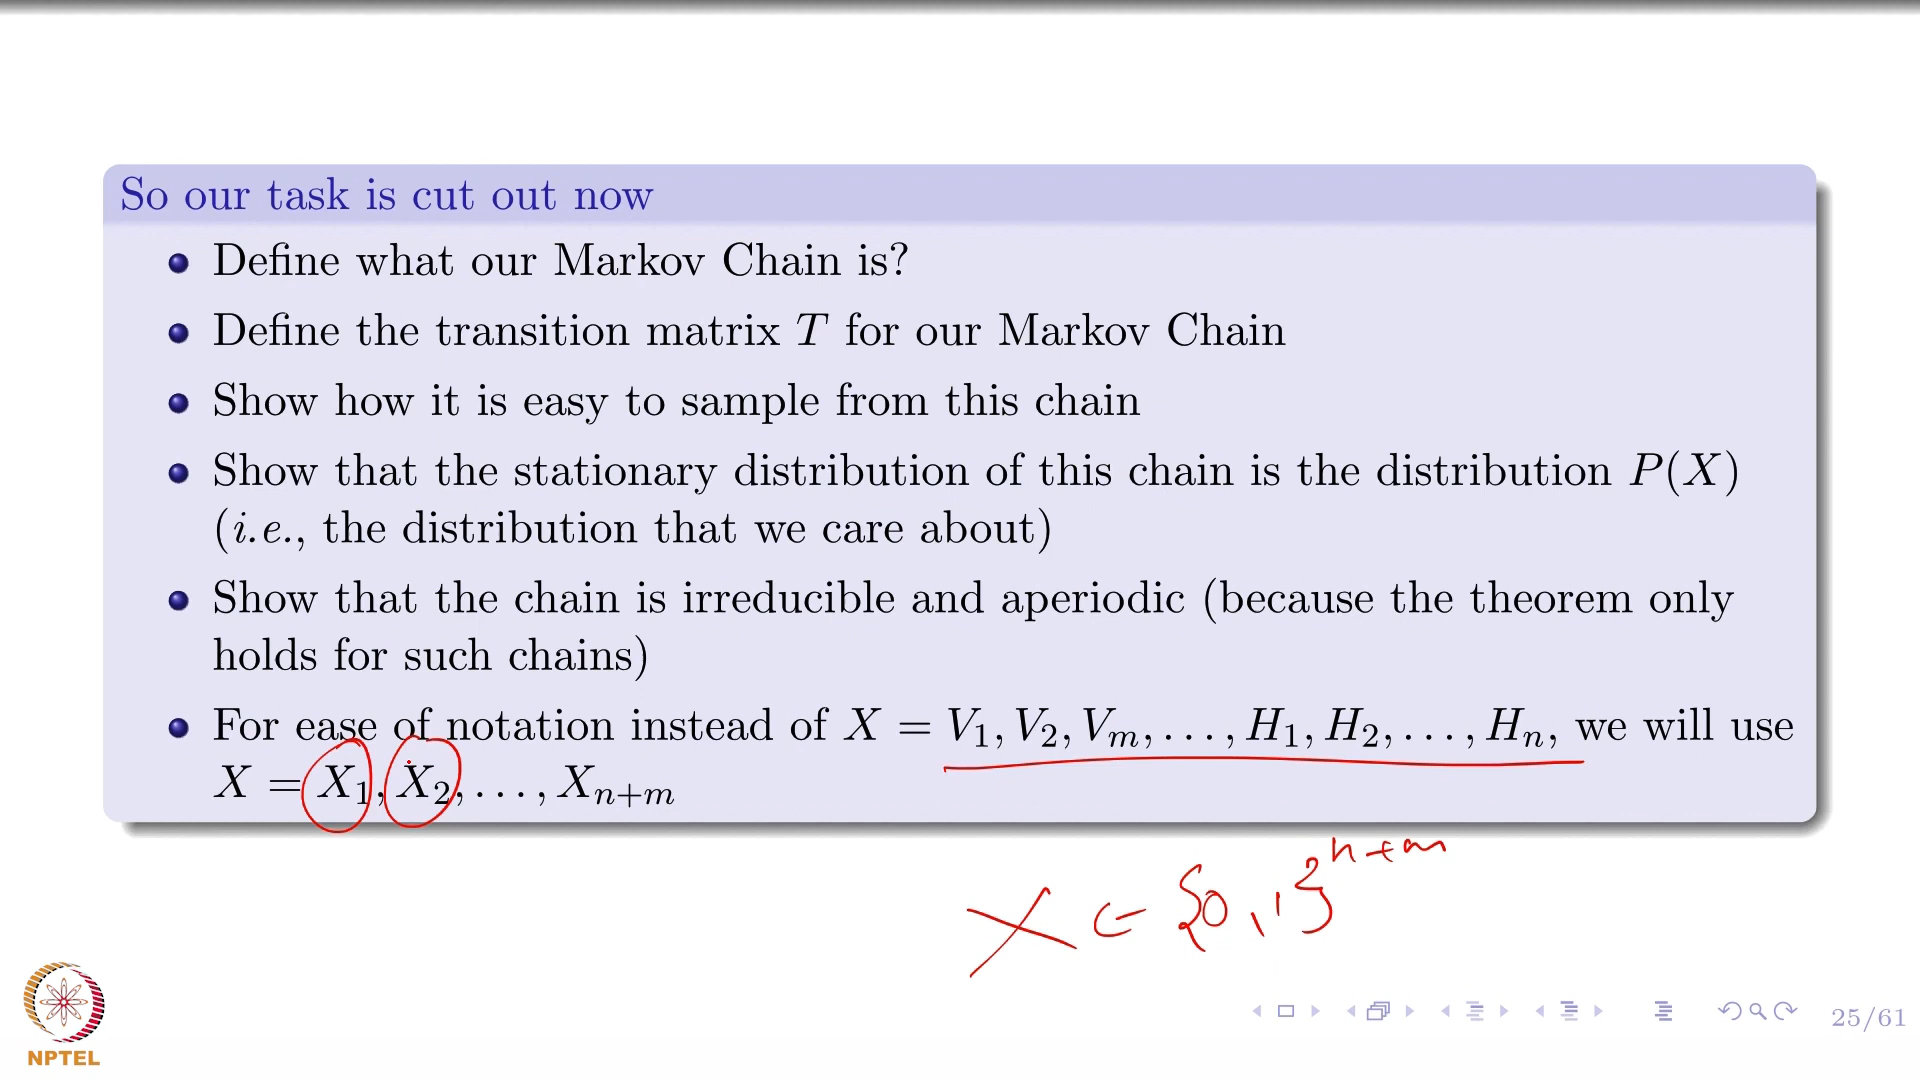 So our task is cut out now
Define what our Markov Chain is?
Define the transition matrix T for our Markov Chain
Show how it is easy to sample from this chain
Show that the stationary distribution of this chain is the distribution P(X)
(i.e., the distribution that we care about)
Show that the chain is irreducible and aperiodic (because the theorem only
holds for such chains)
For ease of notation instead of X = V₁, V₂, Vₘ, . . . , H₁, H₂, . . . , Hₙ, we will use
X = X₁, X₂, . . . , Xₙ₊ₘ
X ∈ {0, 1}ⁿ⁺ᵐ
25/61
NPTEL